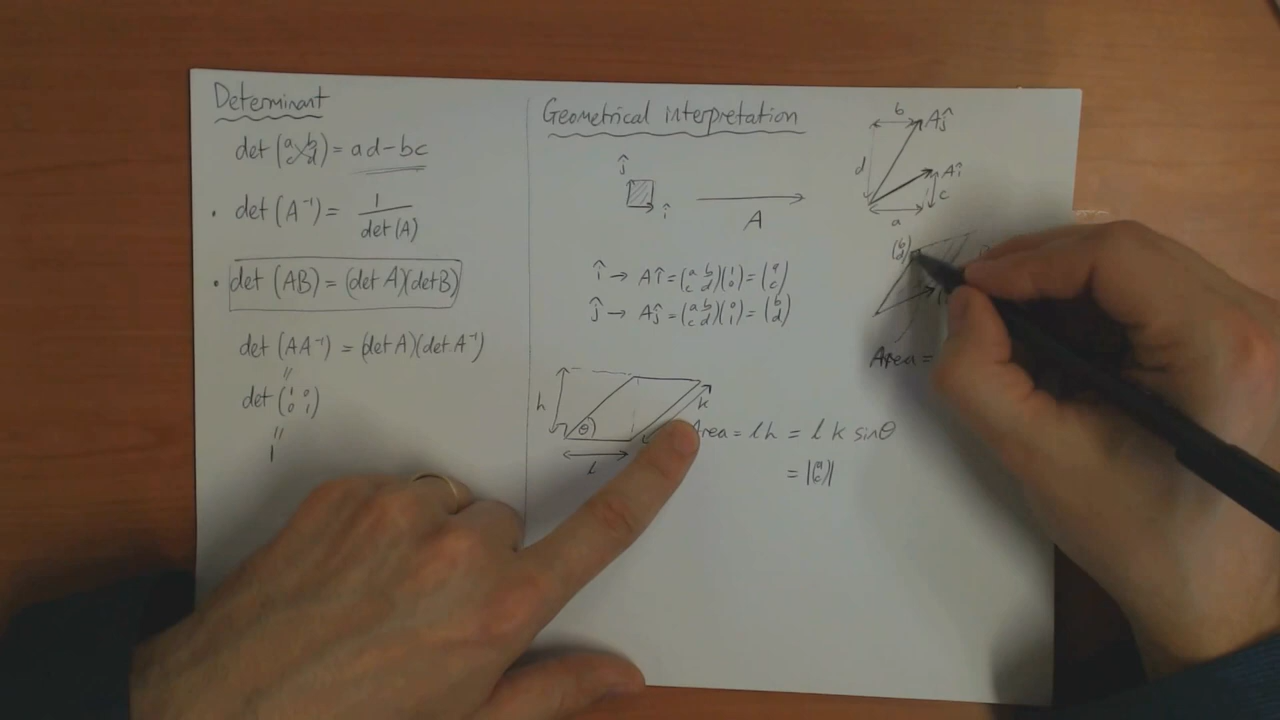 Determinant
det (a b c d) = ad-bc
· det (A⁻¹) = 1/det(A)
· det (AB) = (det A)(det B)
det (AA⁻¹) = (det A)(det A⁻¹)
"
det (1 0 0 1)
"
1
Geometrical interpretation
ĵ
î
A
î → Aî = (a b c d)(1 0) = (a c)
ĵ → Aĵ = (a b c d)(0 1) = (b d)
h
θ
k
l
Area = lh = l k sinθ
= |(a c)|
b
Aĵ
d
Aî
c
a
(b d)
Area =